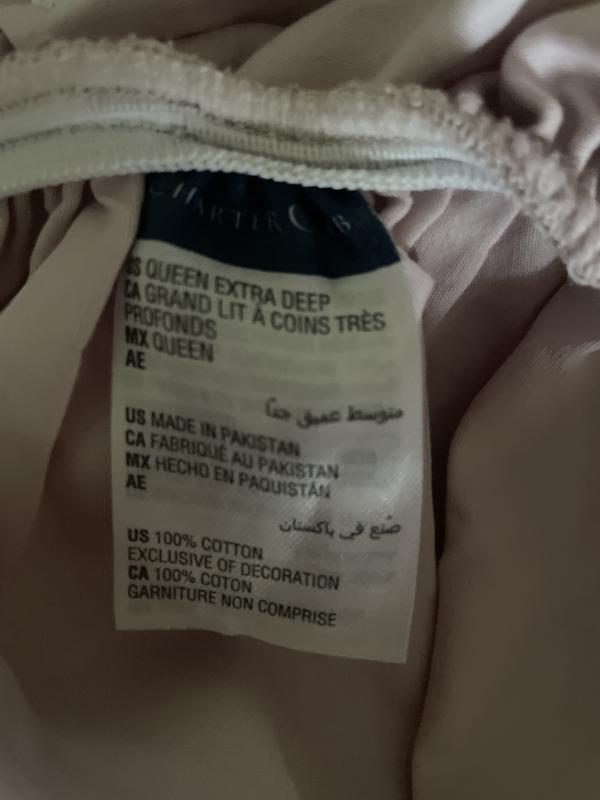 CHARTER CLUB
US QUEEN EXTRA DEEP
CA GRAND LIT À COINS TRÈS
PROFONDS
MX QUEEN
AE
متوسط عميق جداً
US MADE IN PAKISTAN
CA FABRIQUÉ AU PAKISTAN
MX HECHO EN PAQUISTÁN
AE
صُنع في باكستان
US 100% COTTON
EXCLUSIVE OF DECORATION
CA 100% COTON
GARNITURE NON COMPRISE